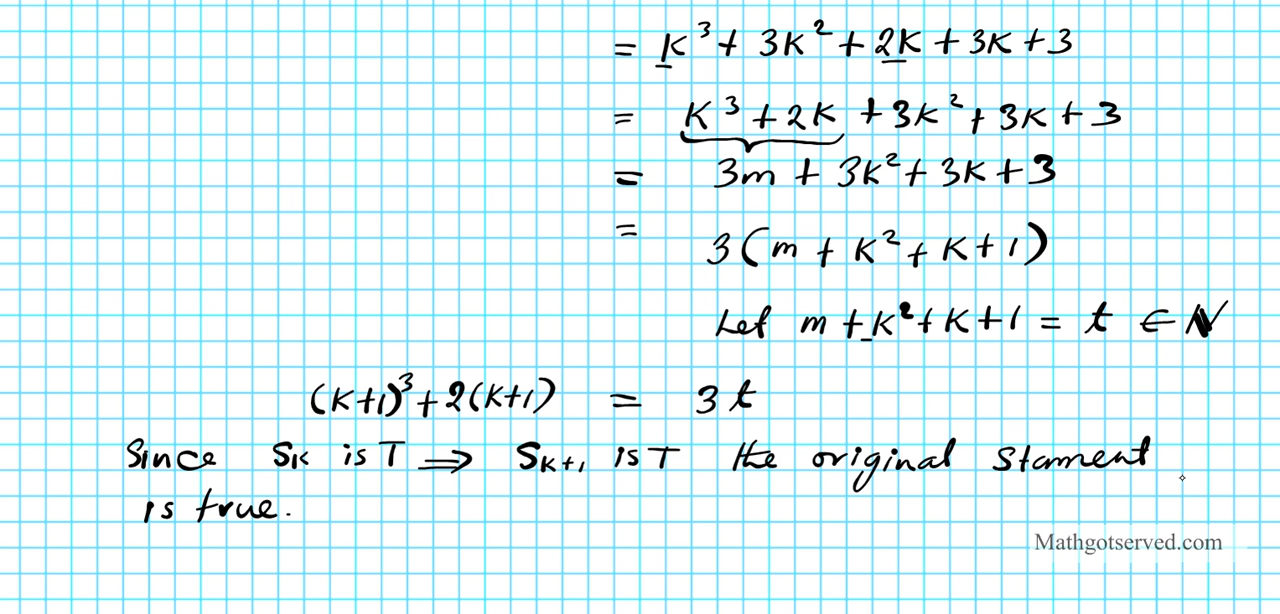 = K³ + 3K² + 2K + 3K + 3
= K³ + 2K + 3K² + 3K + 3
= 3m + 3K² + 3K + 3
= 3(m + K² + K + 1)
Let m + K² + K + 1 = t ∈ N
(K+1)³ + 2(K+1) = 3t
Since SK is T ⟹ SK+1 is T the original stament
is true.
Mathgotserved.com